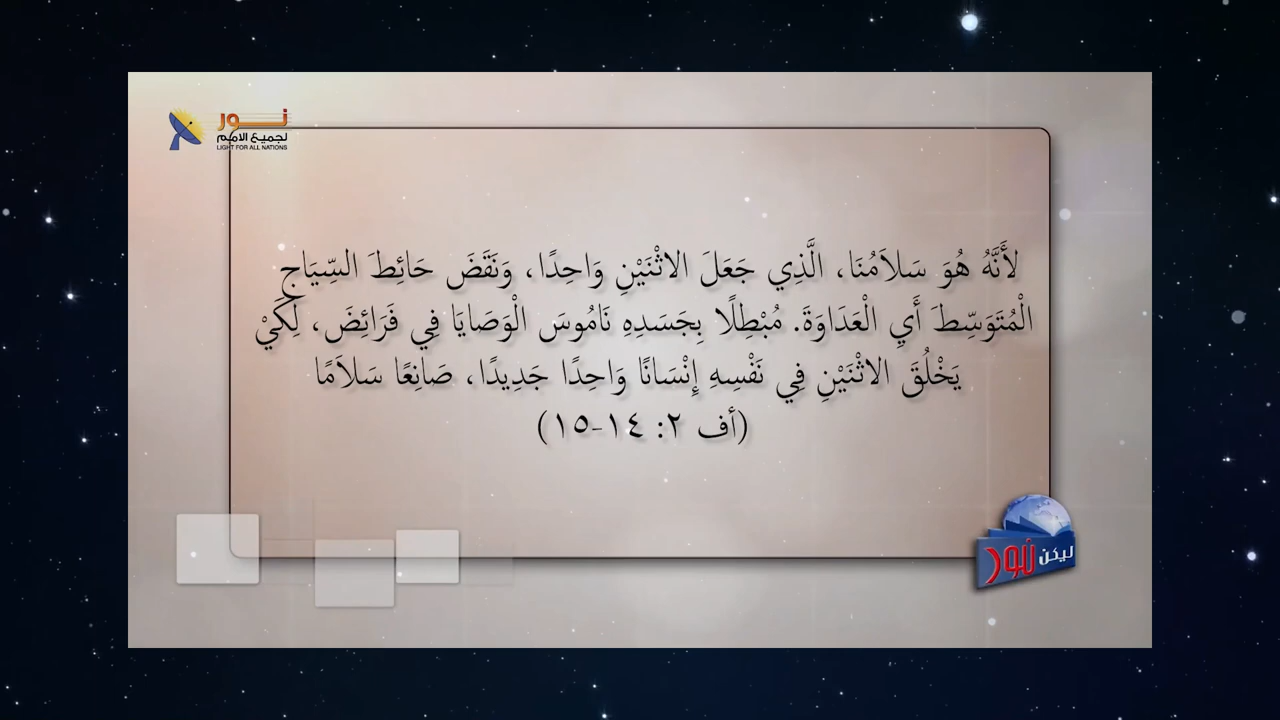 نور
لجميع الامم
LIGHT FOR ALL NATIONS
لأَنَّهُ هُوَ سَلاَمُنَا، الَّذِي جَعَلَ الاثْنَيْنِ وَاحِدًا، وَنَقَضَ حَائِطَ السِّيَاجِ
الْمُتَوَسِّطَ أَيِ الْعَدَاوَةَ. مُبْطِلًا بِجَسَدِهِ نَامُوسَ الْوَصَايَا فِي فَرَائِضَ، لِكَيْ
يَخْلُقَ الاثْنَيْنِ فِي نَفْسِهِ إِنْسَانًا وَاحِدًا جَدِيدًا، صَانِعًا سَلاَمًا
(أف ٢: ١٤-١٥)
ليكن نور